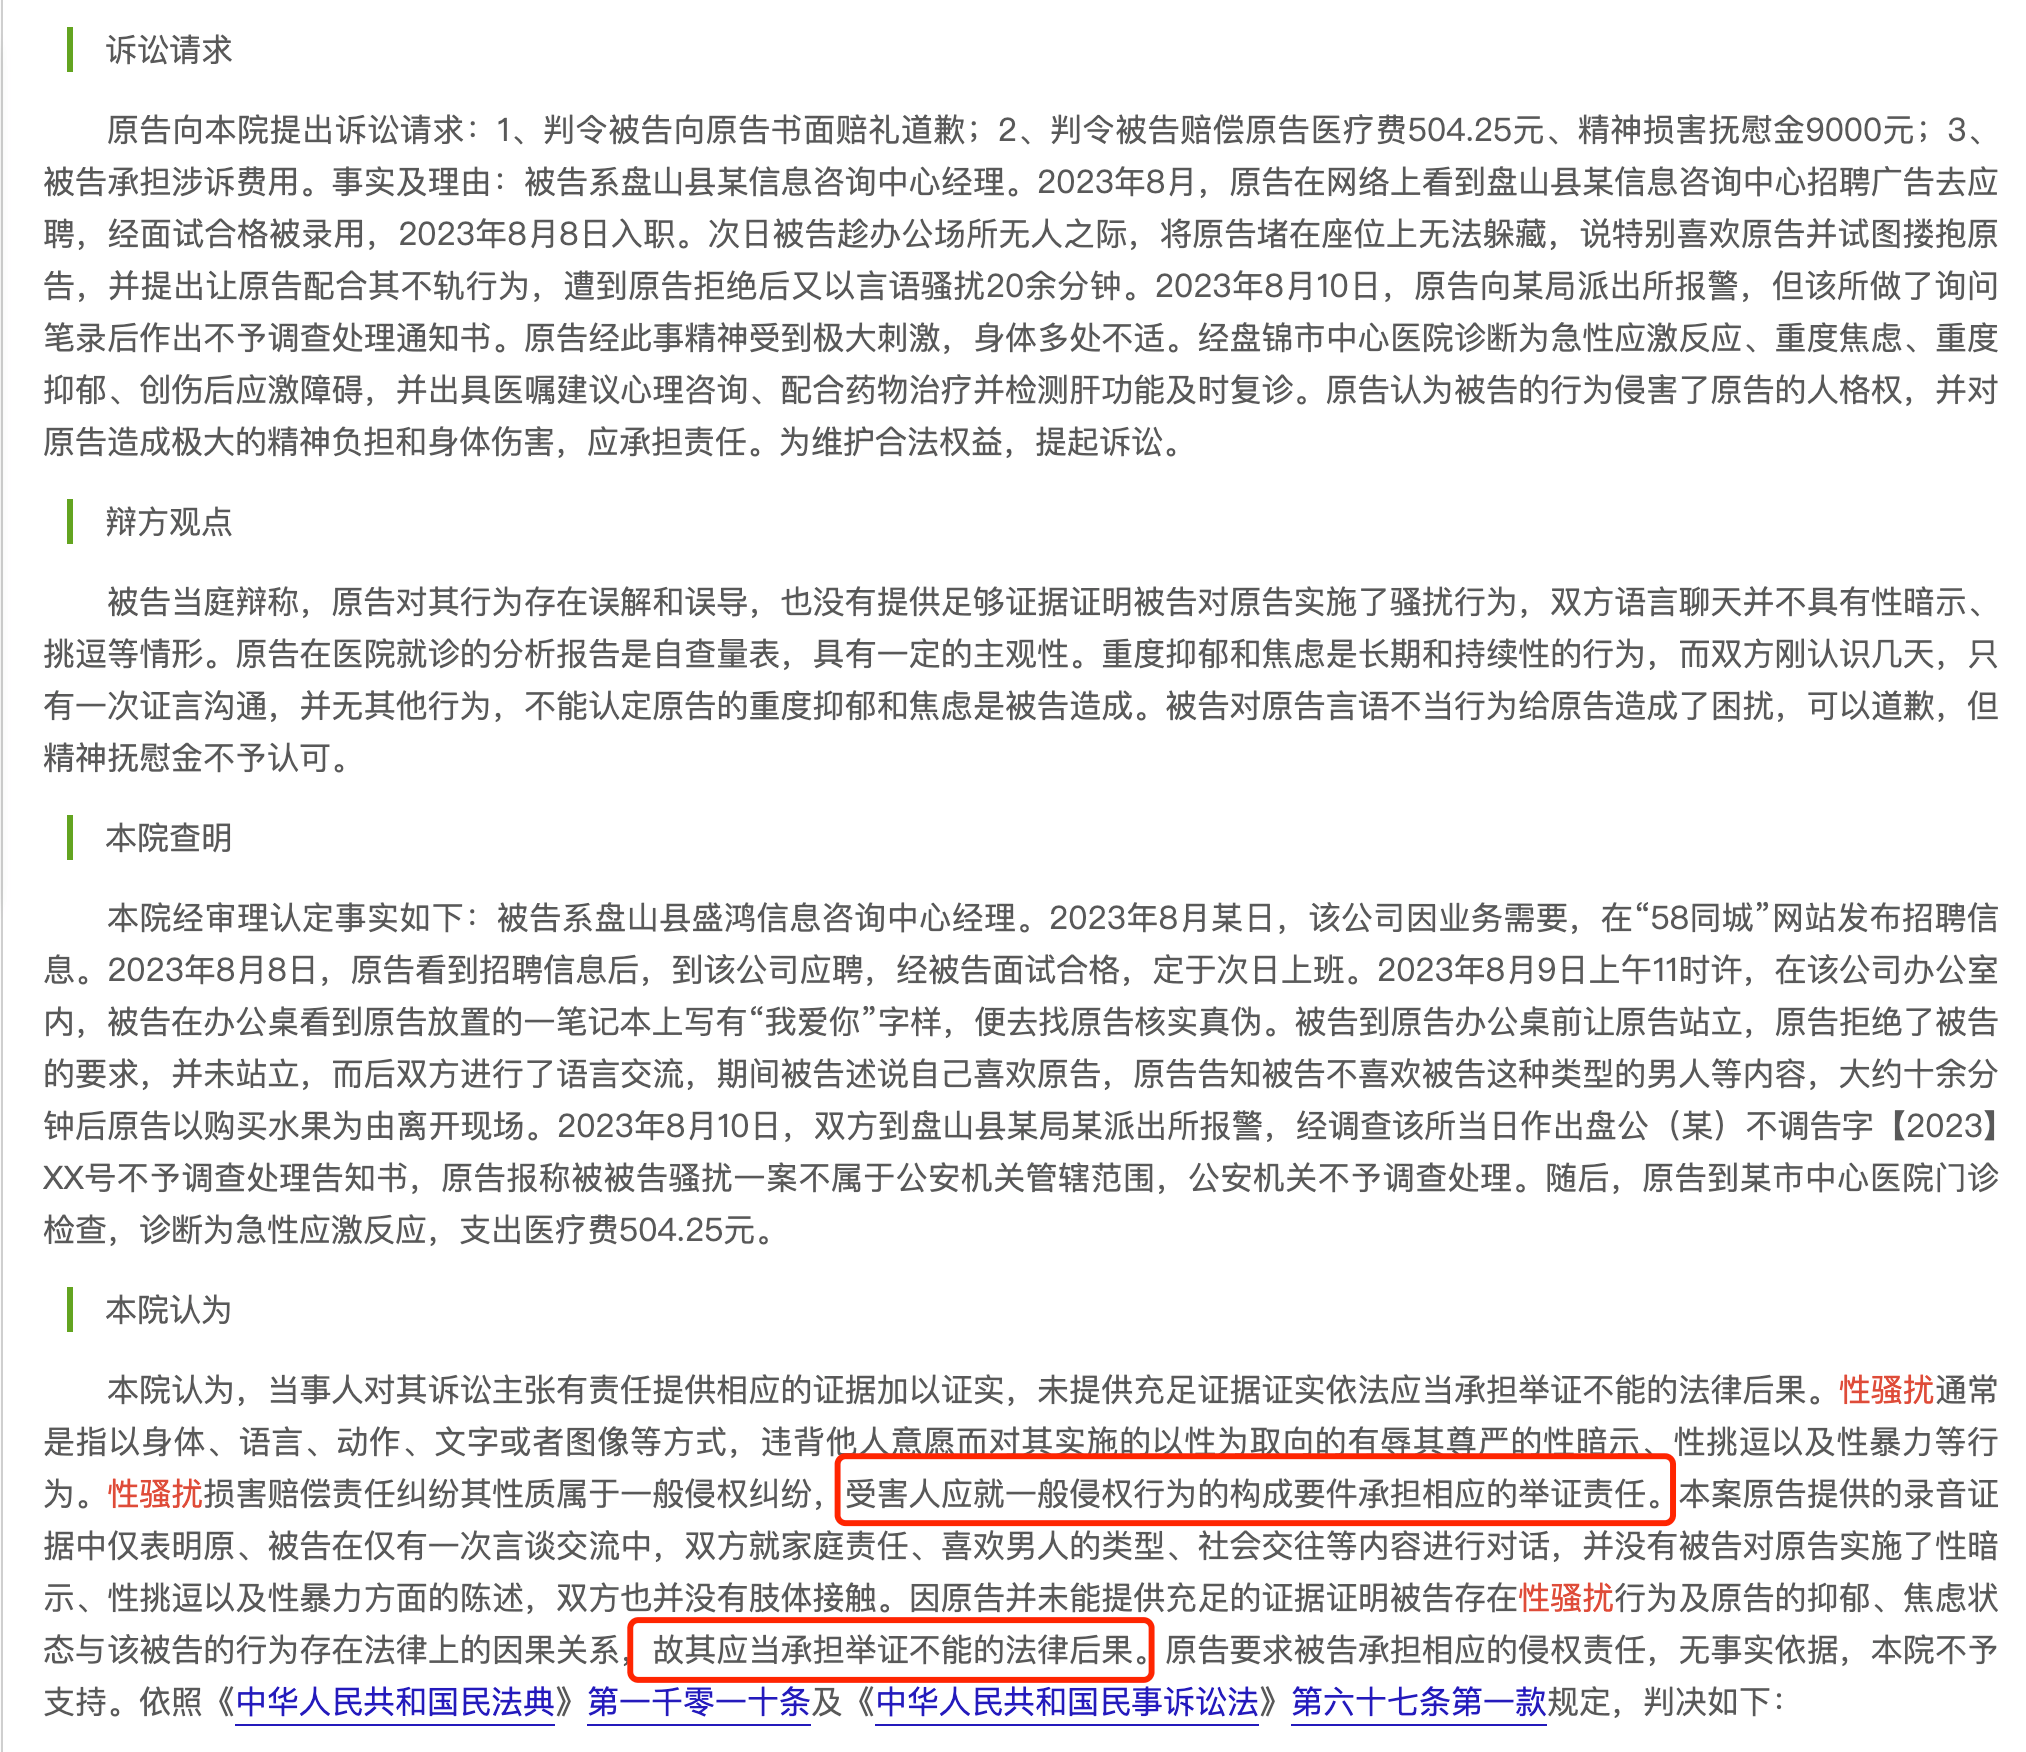 诉讼请求
原告向本院提出诉讼请求：1、判令被告向原告书面赔礼道歉；2、判令被告赔偿原告医疗费504.25元、精神损害抚慰金9000元；3、
被告承担涉诉费用。事实及理由：被告系盘山县某信息咨询中心经理。2023年8月，原告在网络上看到盘山县某信息咨询中心招聘广告去应
聘，经面试合格被录用，2023年8月8日入职。次日被告趁办公场所无人之际，将原告堵在座位上无法躲藏，说特别喜欢原告并试图搂抱原
告，并提出让原告配合其不轨行为，遭到原告拒绝后又以言语骚扰20余分钟。2023年8月10日，原告向某局派出所报警，但该所做了询问
笔录后作出不予调查处理通知书。原告经此事精神受到极大刺激，身体多处不适。经盘锦市中心医院诊断为急性应激反应、重度焦虑、重度
抑郁、创伤后应激障碍，并出具医嘱建议心理咨询、配合药物治疗并检测肝功能及时复诊。原告认为被告的行为侵害了原告的人格权，并对
原告造成极大的精神负担和身体伤害，应承担责任。为维护合法权益，提起诉讼。
辩方观点
被告当庭辩称，原告对其行为存在误解和误导，也没有提供足够证据证明被告对原告实施了骚扰行为，双方语言聊天并不具有性暗示、
挑逗等情形。原告在医院就诊的分析报告是自查量表，具有一定的主观性。重度抑郁和焦虑是长期和持续性的行为，而双方刚认识几天，只
有一次证言沟通，并无其他行为，不能认定原告的重度抑郁和焦虑是被告造成。被告对原告言语不当行为给原告造成了困扰，可以道歉，但
精神抚慰金不予认可。
本院查明
本院经审理认定事实如下：被告系盘山县盛鸿信息咨询中心经理。2023年8月某日，该公司因业务需要，在“58同城”网站发布招聘信
息。2023年8月8日，原告看到招聘信息后，到该公司应聘，经被告面试合格，定于次日上班。2023年8月9日上午11时许，在该公司办公室
内，被告在办公桌看到原告放置的一笔记本上写有“我爱你”字样，便去找原告核实真伪。被告到原告办公桌前让原告站立，原告拒绝了被告
的要求，并未站立，而后双方进行了语言交流，期间被告述说自己喜欢原告，原告告知被告不喜欢被告这种类型的男人等内容，大约十余分
钟后原告以购买水果为由离开现场。2023年8月10日，双方到盘山县某局某派出所报警，经调查该所当日作出盘公（某）不调告字【2023】
XX号不予调查处理告知书，原告报称被被告骚扰一案不属于公安机关管辖范围，公安机关不予调查处理。随后，原告到某市中心医院门诊
检查，诊断为急性应激反应，支出医疗费504.25元。
本院认为
本院认为，当事人对其诉讼主张有责任提供相应的证据加以证实，未提供充足证据证实依法应当承担举证不能的法律后果。性骚扰通常
是指以身体、语言、动作、文字或者图像等方式，违背他人意愿而对其实施的以性为取向的有辱其尊严的性暗示、性挑逗以及性暴力等行
为。性骚扰损害赔偿责任纠纷其性质属于一般侵权纠纷，受害人应就一般侵权行为的构成要件承担相应的举证责任。本案原告提供的录音证
据中仅表明原、被告在仅有一次言谈交流中，双方就家庭责任、喜欢男人的类型、社会交往等内容进行对话，并没有被告对原告实施了性暗
示、性挑逗以及性暴力方面的陈述，双方也并没有肢体接触。因原告并未能提供充足的证据证明被告存在性骚扰行为及原告的抑郁、焦虑状
态与该被告的行为存在法律上的因果关系，故其应当承担举证不能的法律后果。原告要求被告承担相应的侵权责任，无事实依据，本院不予
支持。依照《中华人民共和国民法典》第一千零一十条及《中华人民共和国民事诉讼法》第六十七条第一款规定，判决如下：